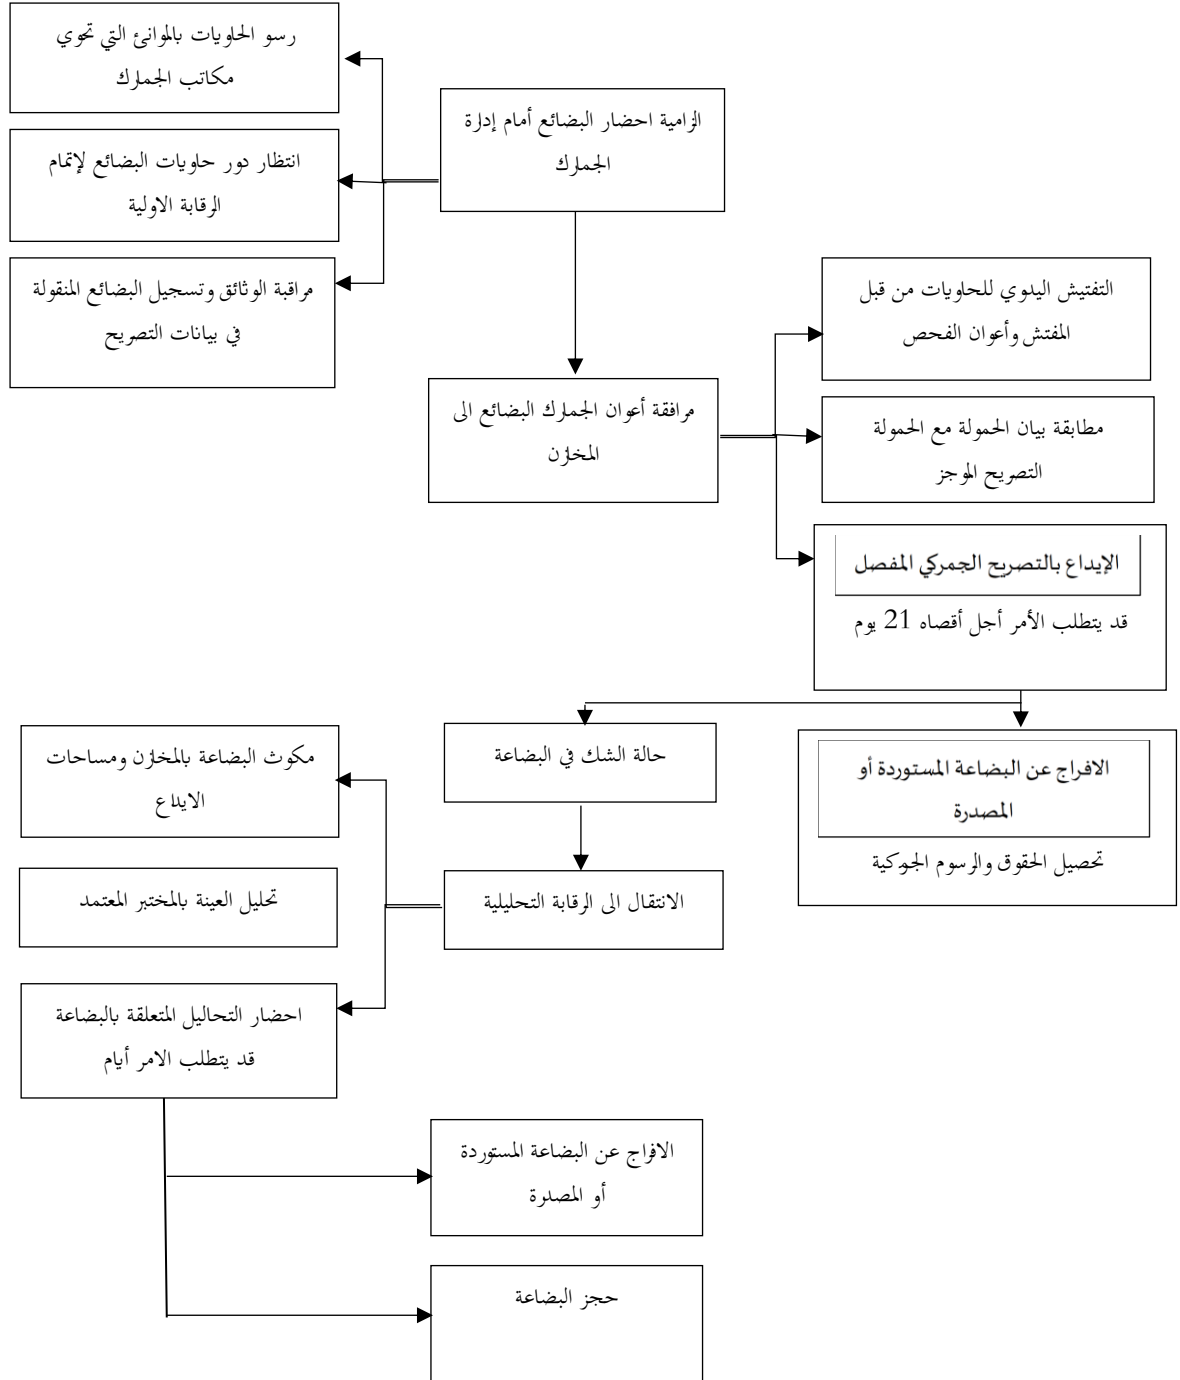 رسو الحاويات بالموانئ التي تحوي
مكاتب الجمارك
الزامية احضار البضائع أمام إدارة
الجمارك
انتظار دور حاويات البضائع لإتمام
الرقابة الاولية
مراقبة الوثائق وتسجيل البضائع المنقولة
في بيانات التصريح
التفتيش اليدوي للحاويات من قبل
المفتش وأعوان الفحص
مرافقة أعوان الجمارك البضائع الى
المخازن
مطابقة بيان الحمولة مع الحمولة
التصريح الموجز
الإيداع بالتصريح الجمركي المفصل
قد يتطلب الأمر أجل أقصاه 21 يوم
حالة الشك في البضاعة
الافراج عن البضاعة المستوردة أو
المصدرة
تحصيل الحقوق والرسوم الجمركية
مكوث البضاعة بالمخازن ومساحات
الايداع
الانتقال الى الرقابة التحليلية
تحليل العينة بالمختبر المعتمد
احضار التحاليل المتعلقة بالبضاعة
قد يتطلب الامر أيام
الافراج عن البضاعة المستوردة
أو المصدرة
حجز البضاعة